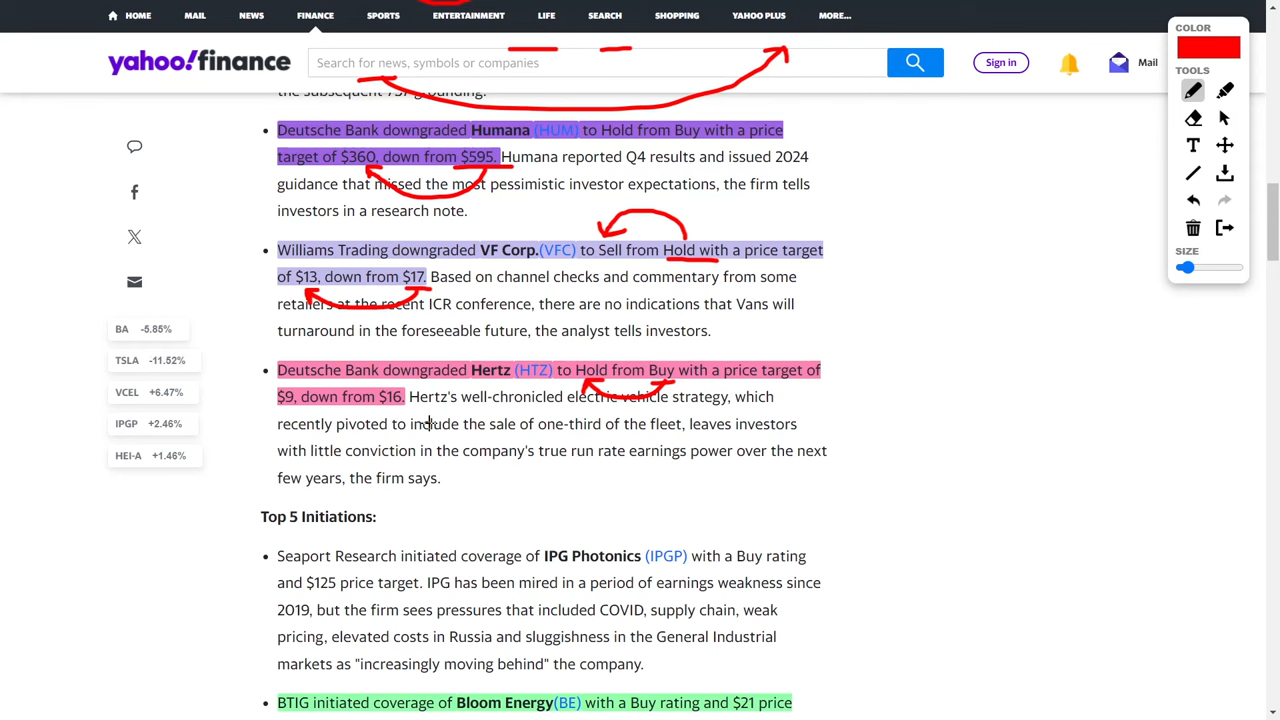 HOME MAIL NEWS FINANCE SPORTS ENTERTAINMENT LIFE SEARCH SHOPPING YAHOO PLUS MORE...
yahoo!finance Search for news, symbols or companies Sign in Mail
the subsequent 737 grounding.
Deutsche Bank downgraded Humana (HUM) to Hold from Buy with a price
target of $360, down from $595. Humana reported Q4 results and issued 2024
guidance that missed the most pessimistic investor expectations, the firm tells
investors in a research note.
Williams Trading downgraded VF Corp.(VFC) to Sell from Hold with a price target
of $13, down from $17. Based on channel checks and commentary from some
retailers at the recent ICR conference, there are no indications that Vans will
turnaround in the foreseeable future, the analyst tells investors.
Deutsche Bank downgraded Hertz (HTZ) to Hold from Buy with a price target of
$9, down from $16. Hertz's well-chronicled electric vehicle strategy, which
recently pivoted to include the sale of one-third of the fleet, leaves investors
with little conviction in the company's true run rate earnings power over the next
few years, the firm says.
Top 5 Initiations:
Seaport Research initiated coverage of IPG Photonics (IPGP) with a Buy rating
and $125 price target. IPG has been mired in a period of earnings weakness since
2019, but the firm sees pressures that included COVID, supply chain, weak
pricing, elevated costs in Russia and sluggishness in the General Industrial
markets as "increasingly moving behind" the company.
BTIG initiated coverage of Bloom Energy(BE) with a Buy rating and $21 price
BA -5.85%
TSLA -11.52%
VCEL +6.47%
IPGP +2.46%
HEI-A +1.46%
COLOR
TOOLS
SIZE